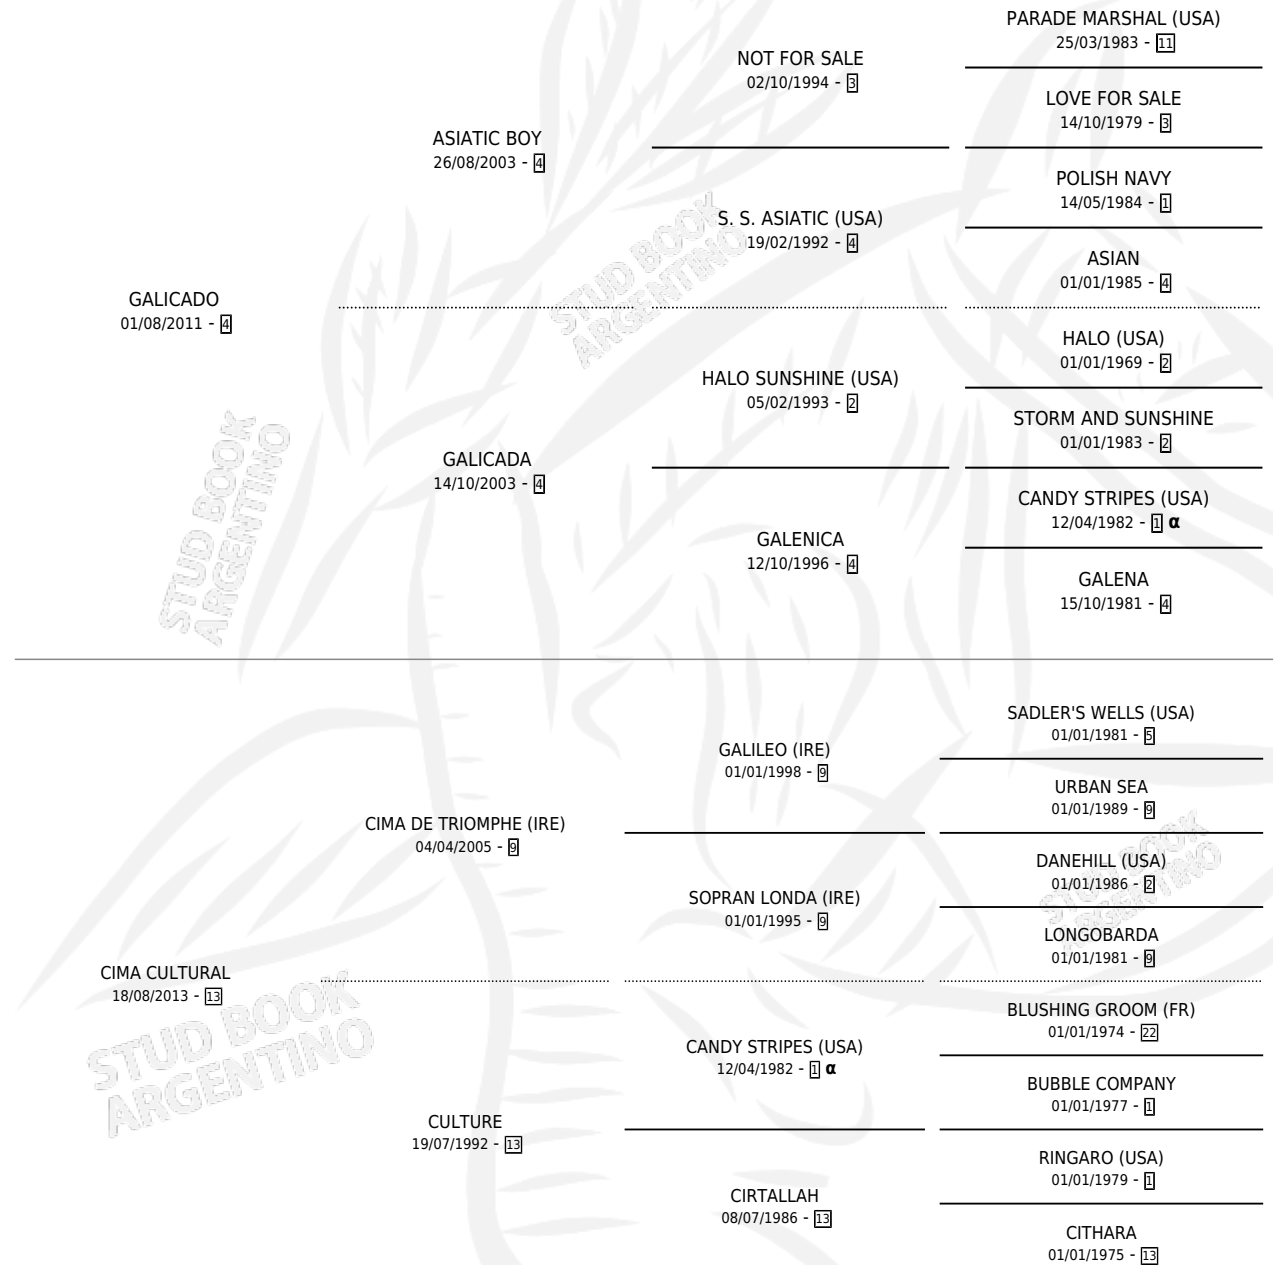 PARADE MARSHAL (USA)
25/03/1983 - 11
NOT FOR SALE
02/10/1994 - 3
LOVE FOR SALE
14/10/1979 - 3
ASIATIC BOY
26/08/2003 - 4
POLISH NAVY
14/05/1984 - 1
S. S. ASIATIC (USA)
19/02/1992 - 4
ASIAN
01/01/1985 - 4
GALICADO
01/08/2011 - 4
HALO (USA)
01/01/1969 - 2
HALO SUNSHINE (USA)
05/02/1993 - 2
STORM AND SUNSHINE
01/01/1983 - 2
GALICADA
14/10/2003 - 4
CANDY STRIPES (USA)
12/04/1982 - 1 α
GALENICA
12/10/1996 - 4
GALENA
15/10/1981 - 4
SADLER'S WELLS (USA)
01/01/1981 - 5
GALILEO (IRE)
01/01/1998 - 9
URBAN SEA
01/01/1989 - 9
CIMA DE TRIOMPHE (IRE)
04/04/2005 - 9
DANEHILL (USA)
01/01/1986 - 2
SOPRAN LONDA (IRE)
01/01/1995 - 9
LONGOBARDA
01/01/1981 - 9
CIMA CULTURAL
18/08/2013 - 13
BLUSHING GROOM (FR)
01/01/1974 - 22
CANDY STRIPES (USA)
12/04/1982 - 1 α
BUBBLE COMPANY
01/01/1977 - 1
CULTURE
19/07/1992 - 13
RINGARO (USA)
01/01/1979 - 1
CIRTALLAH
08/07/1986 - 13
CITHARA
01/01/1975 - 13
STUD BOOK
ARGENTINO
STUD BOOK
ARGENTINO
STUD BOOK
ARGENTINO
STUD BOOK
ARGENTINO